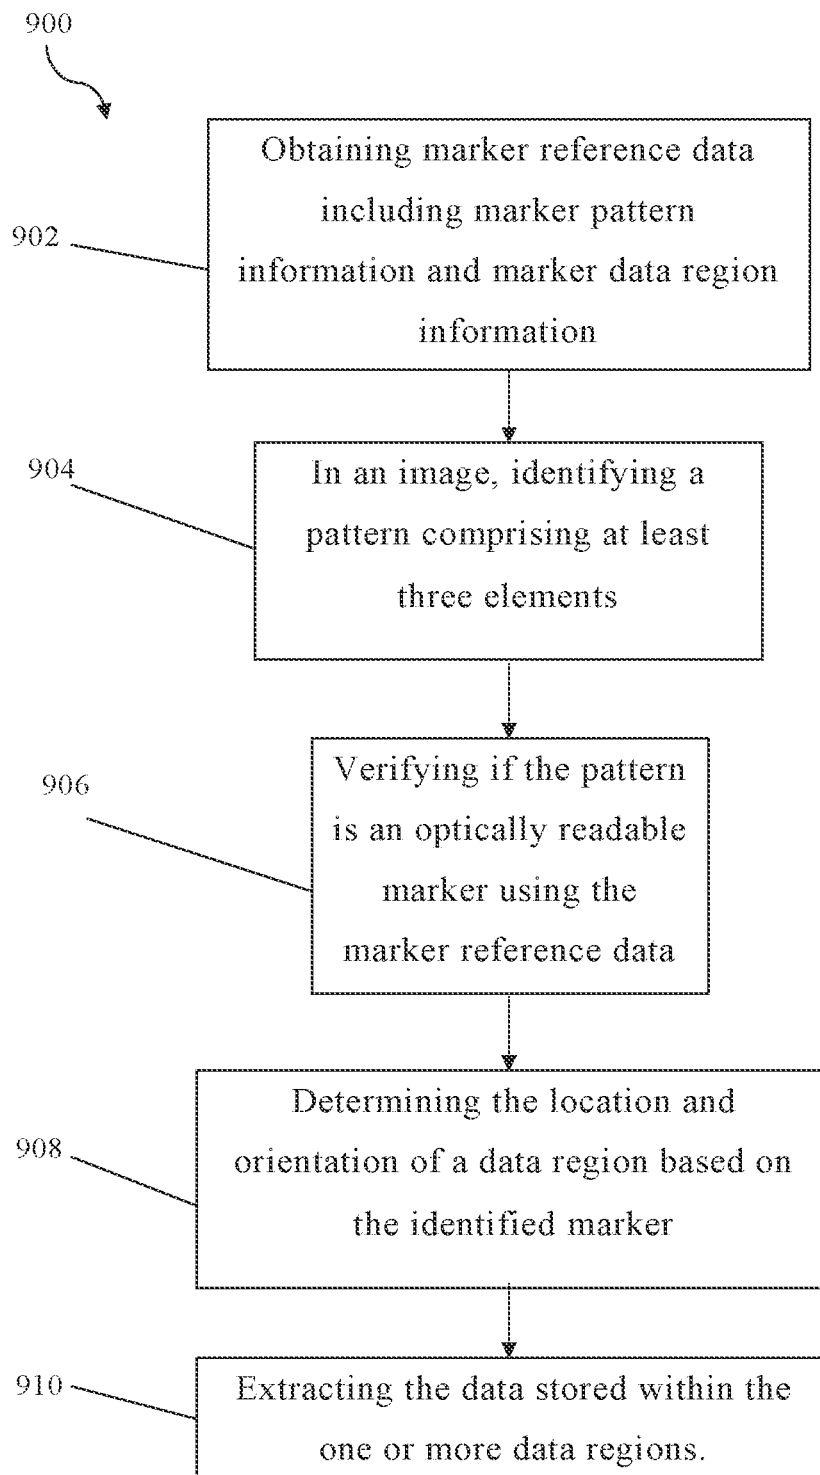 900
902
Obtaining marker reference data
including marker pattern
information and marker data region
information
904
In an image, identifying a
pattern comprising at least
three elements
906
Verifying if the pattern
is an optically readable
marker using the
marker reference data
908
Determining the location and
orientation of a data region based on
the identified marker
910
Extracting the data stored within the
one or more data regions.